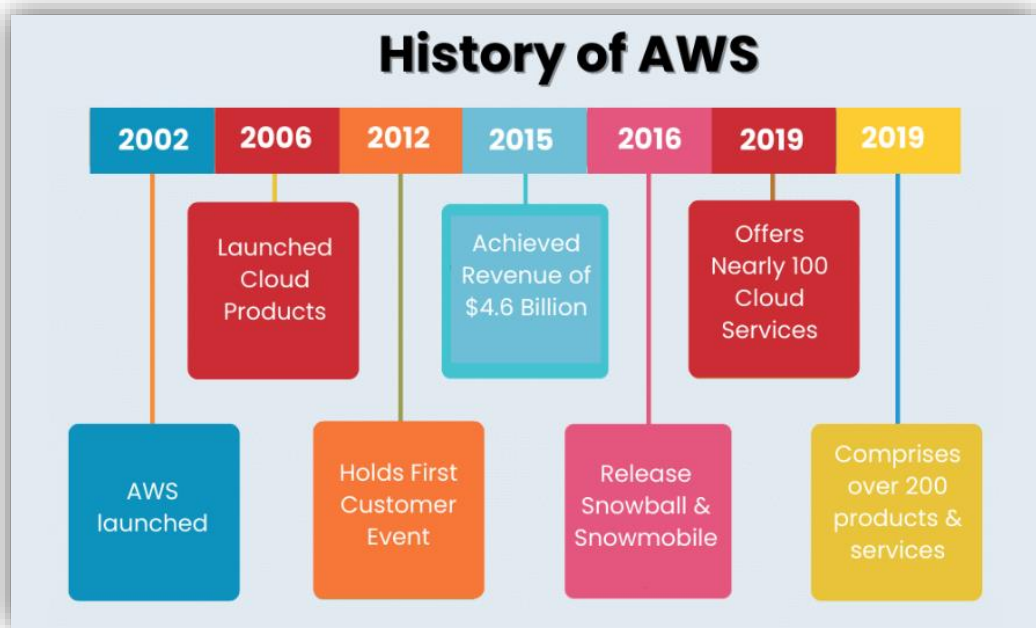 History of AWS
2002
2006
2012
2015
2016
2019
2019
Launched
Cloud
Products
Achieved
Revenue of
$4.6 Billion
Offers
Nearly 100
Cloud
Services
AWS
launched
Holds First
Customer
Event
Release
Snowball &
Snowmobile
Comprises
over 200
products &
services